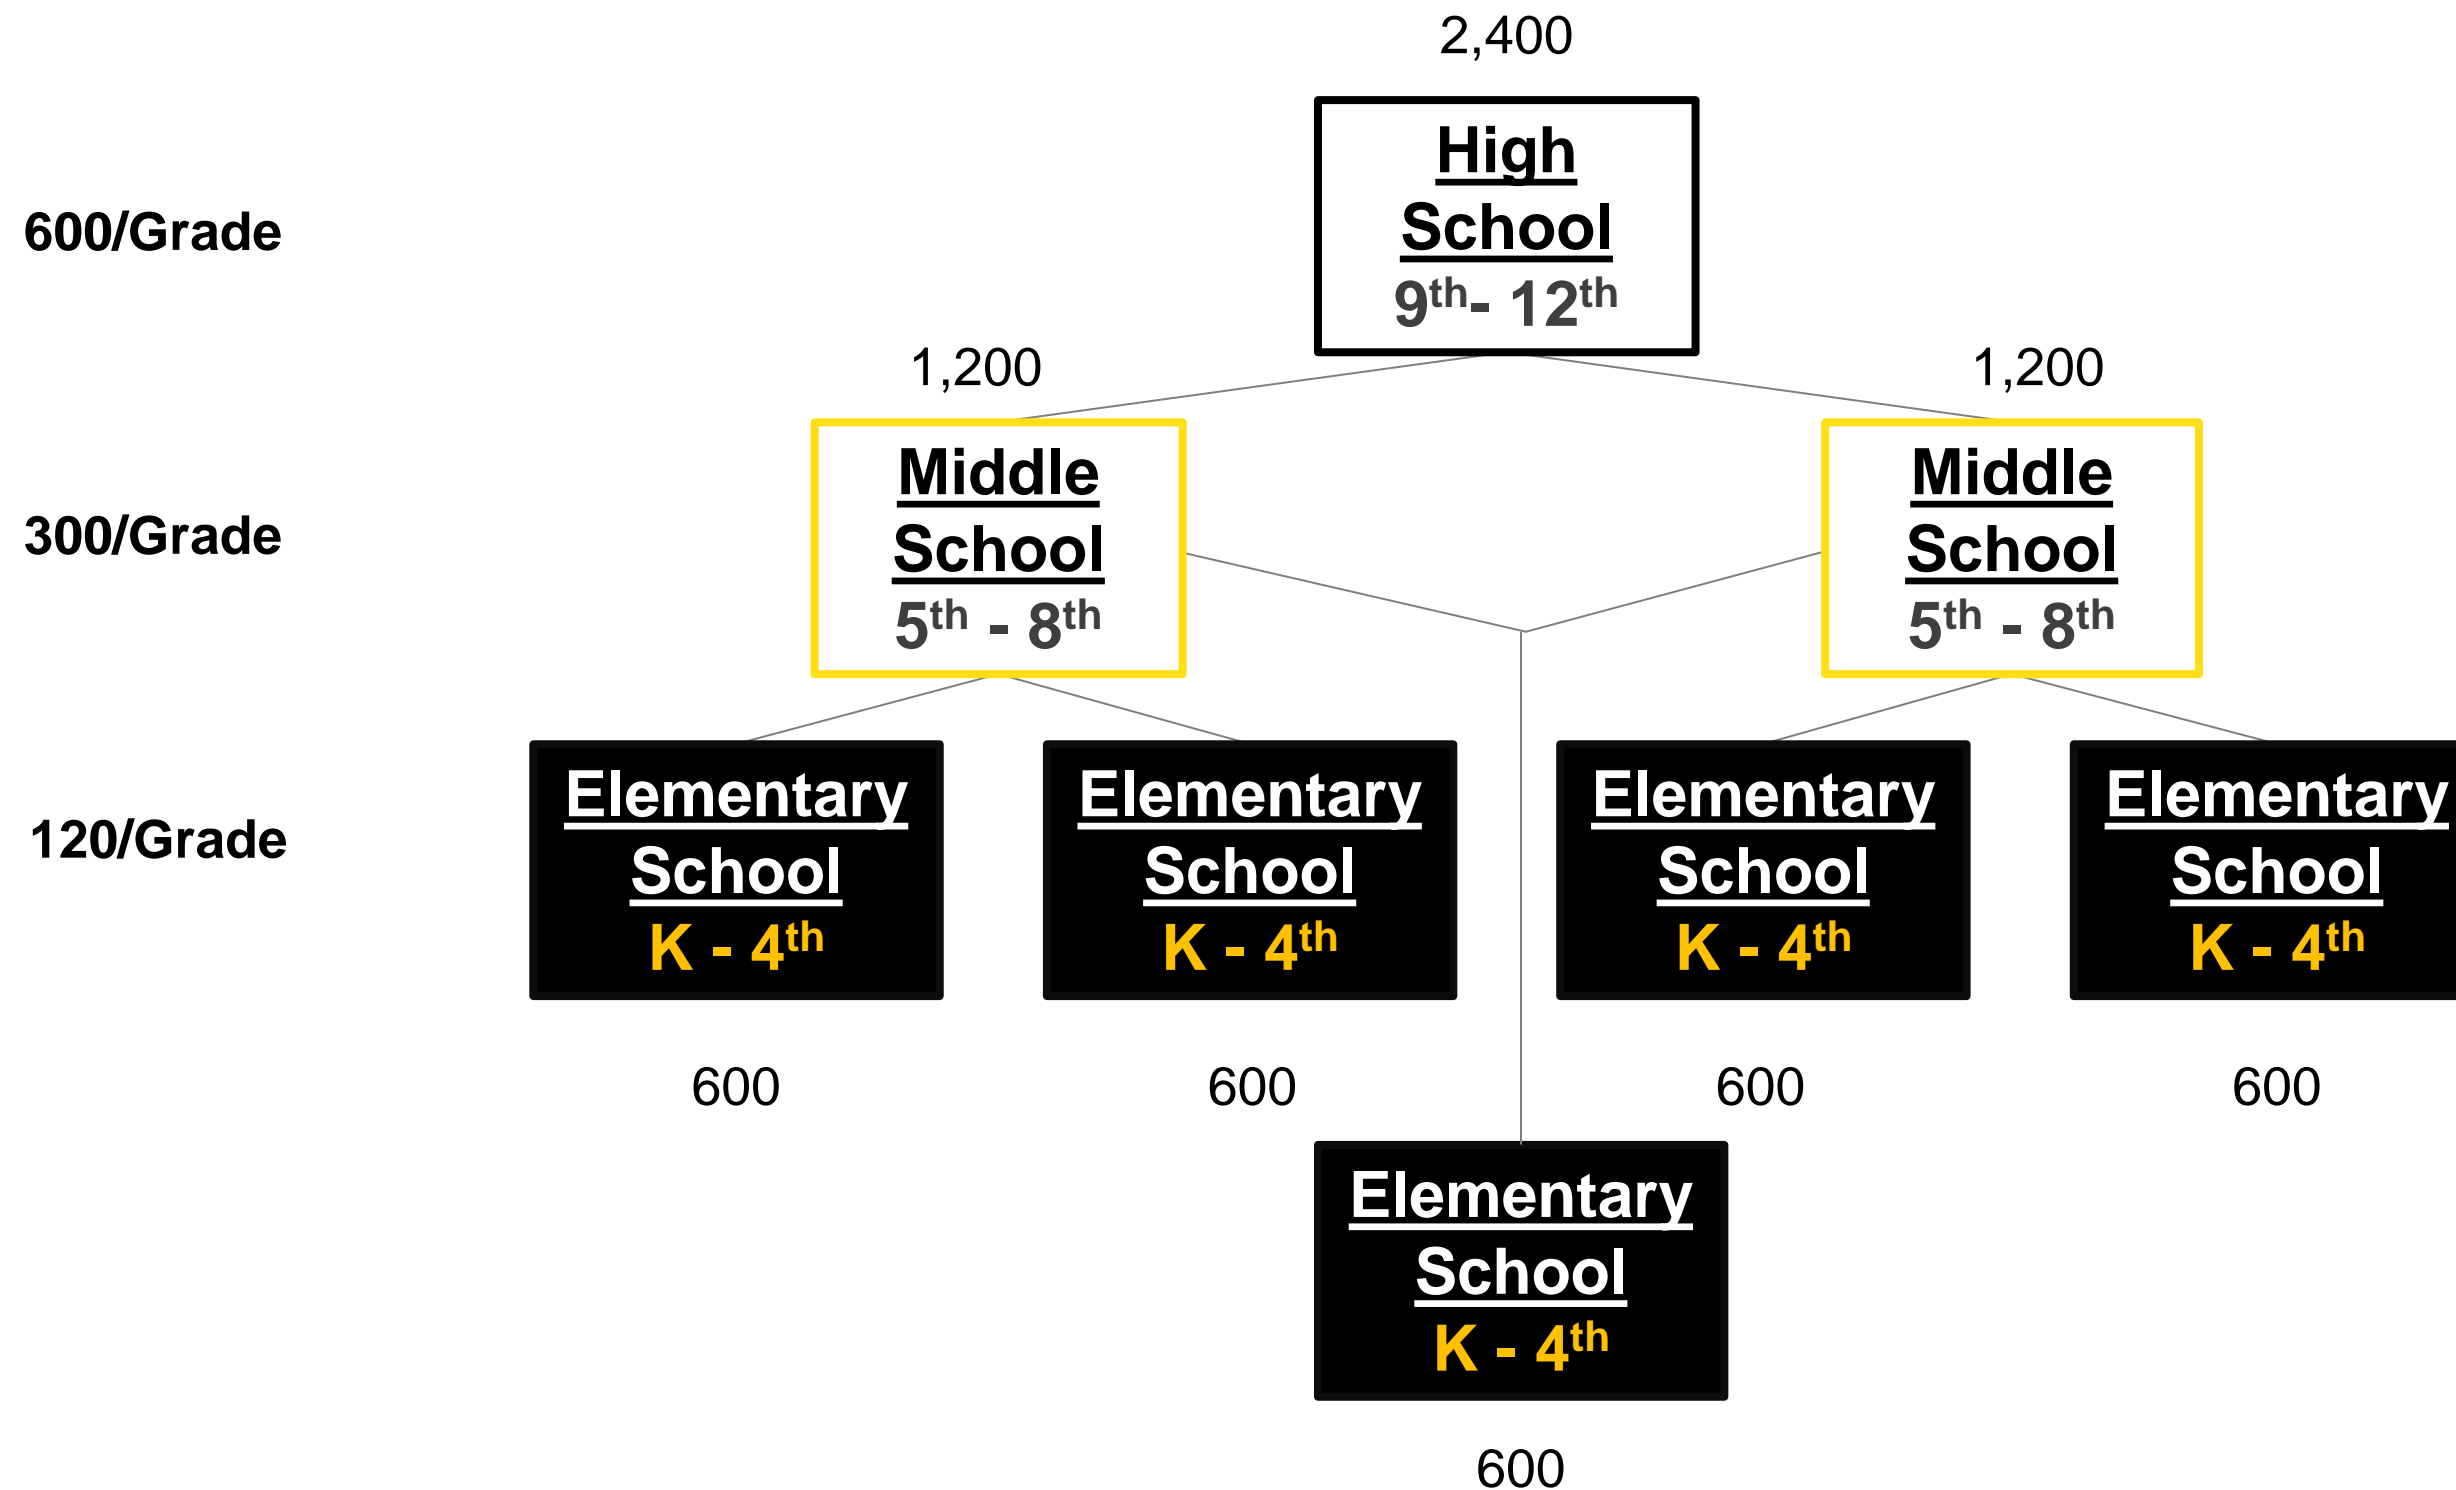 2,400
High
School
9th- 12th
600/Grade
1,200
1,200
Middle
School
5th - 8th
Middle
School
5th - 8th
300/Grade
Elementary
School
K - 4th
Elementary
School
K - 4th
Elementary
School
K - 4th
Elementary
School
K - 4th
120/Grade
600
600
600
600
Elementary
School
K - 4th
600